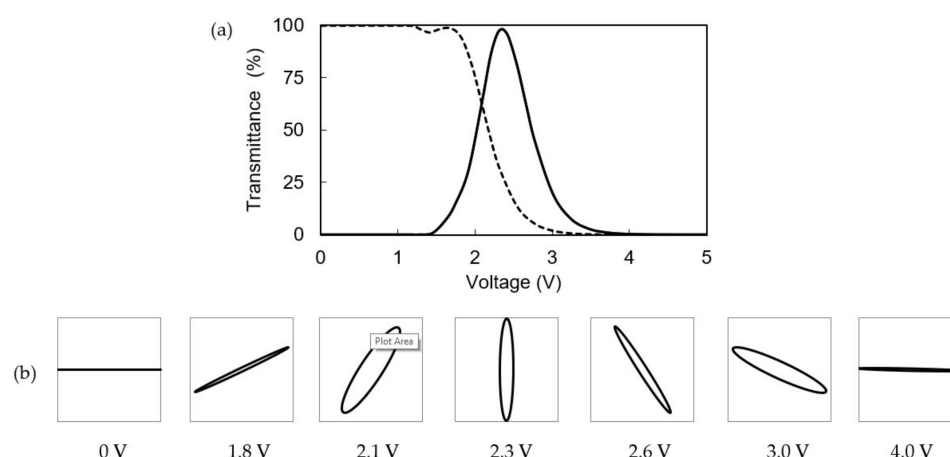 (a)
Transmittance (%)
100
75
50
25
0
0 1 2 3 4 5
Voltage (V)
(b)
Plot Area
0 V 1.8 V 2.1 V 2.3 V 2.6 V 3.0 V 4.0 V